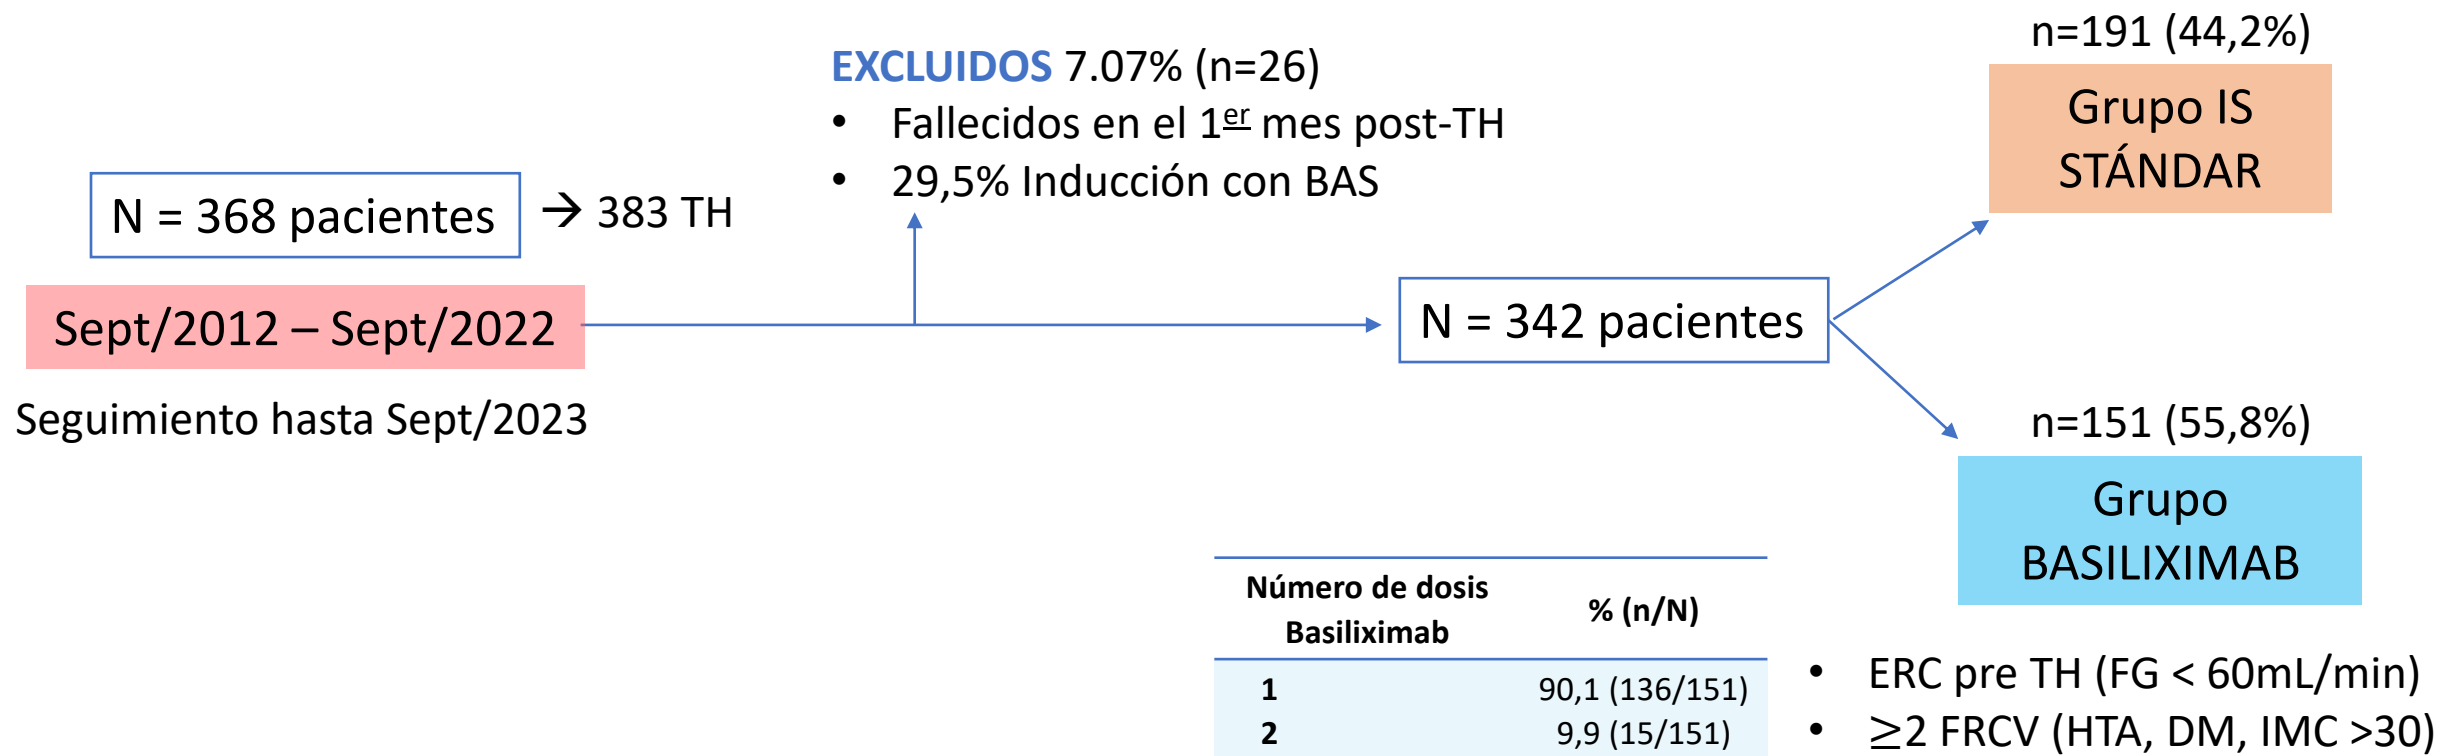 N = 368 pacientes
→ 383 TH
Sept/2012 – Sept/2022
Seguimiento hasta Sept/2023
EXCLUIDOS 7.07% (n=26)
• Fallecidos en el 1er mes post-TH
• 29,5% Inducción con BAS
N = 342 pacientes
n=191 (44,2%)
Grupo IS
STÁNDAR
n=151 (55,8%)
Grupo
BASILIXIMAB
Número de dosis
Basiliximab
% (n/N)
1 90,1 (136/151)
2 9,9 (15/151)
• ERC pre TH (FG < 60mL/min)
• ≥2 FRCV (HTA, DM, IMC >30)